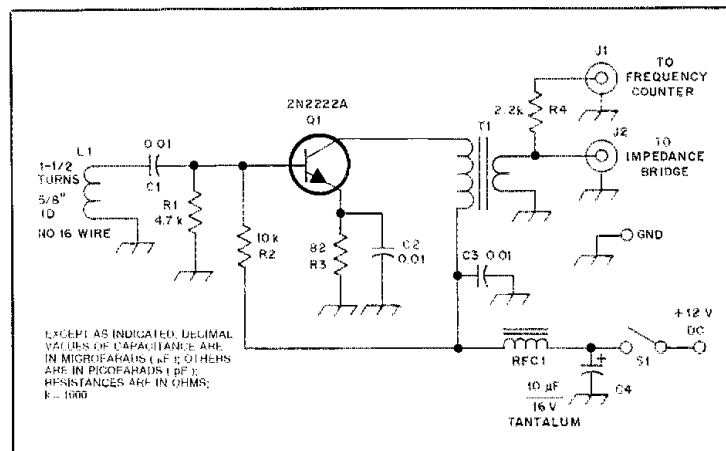 J1
TO
FREQUENCY
COUNTER
2.2k
R4
2N2222A
Q1
T1
J2
TO
IMPEDANCE
BRIDGE
L1
0.01
C1
1-1/2
TURNS
5/8"
ID
NO 16 WIRE
R1
4.7k
10k
R2
82
R3
C2
0.01
C3 0.01
GND
+12 V
DC
EXCEPT AS INDICATED, DECIMAL
VALUES OF CAPACITANCE ARE
IN MICROFARADS (µF); OTHERS
ARE IN PICOFARADS (pF);
RESISTANCES ARE IN OHMS;
k = 1000
RFC1
S1
+
10 µF
16 V
TANTALUM
C4